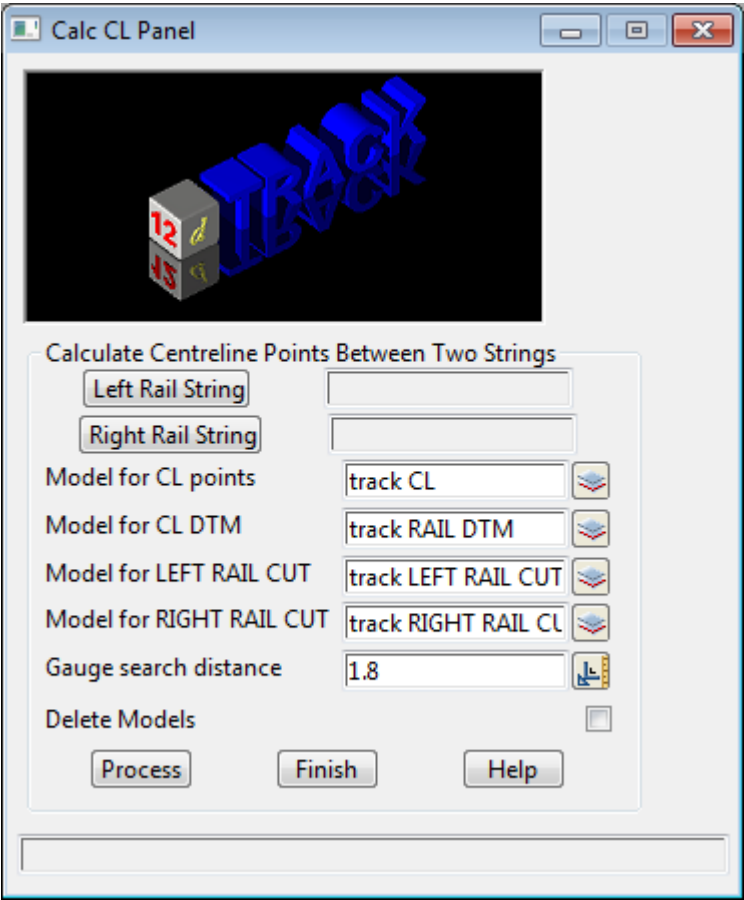 Calc CL Panel
TRACK
12 d
Calculate Centreline Points Between Two Strings
Left Rail String
Right Rail String
Model for CL points track CL
Model for CL DTM track RAIL DTM
Model for LEFT RAIL CUT track LEFT RAIL CUT
Model for RIGHT RAIL CUT track RIGHT RAIL CU
Gauge search distance 1.8
Delete Models
Process Finish Help